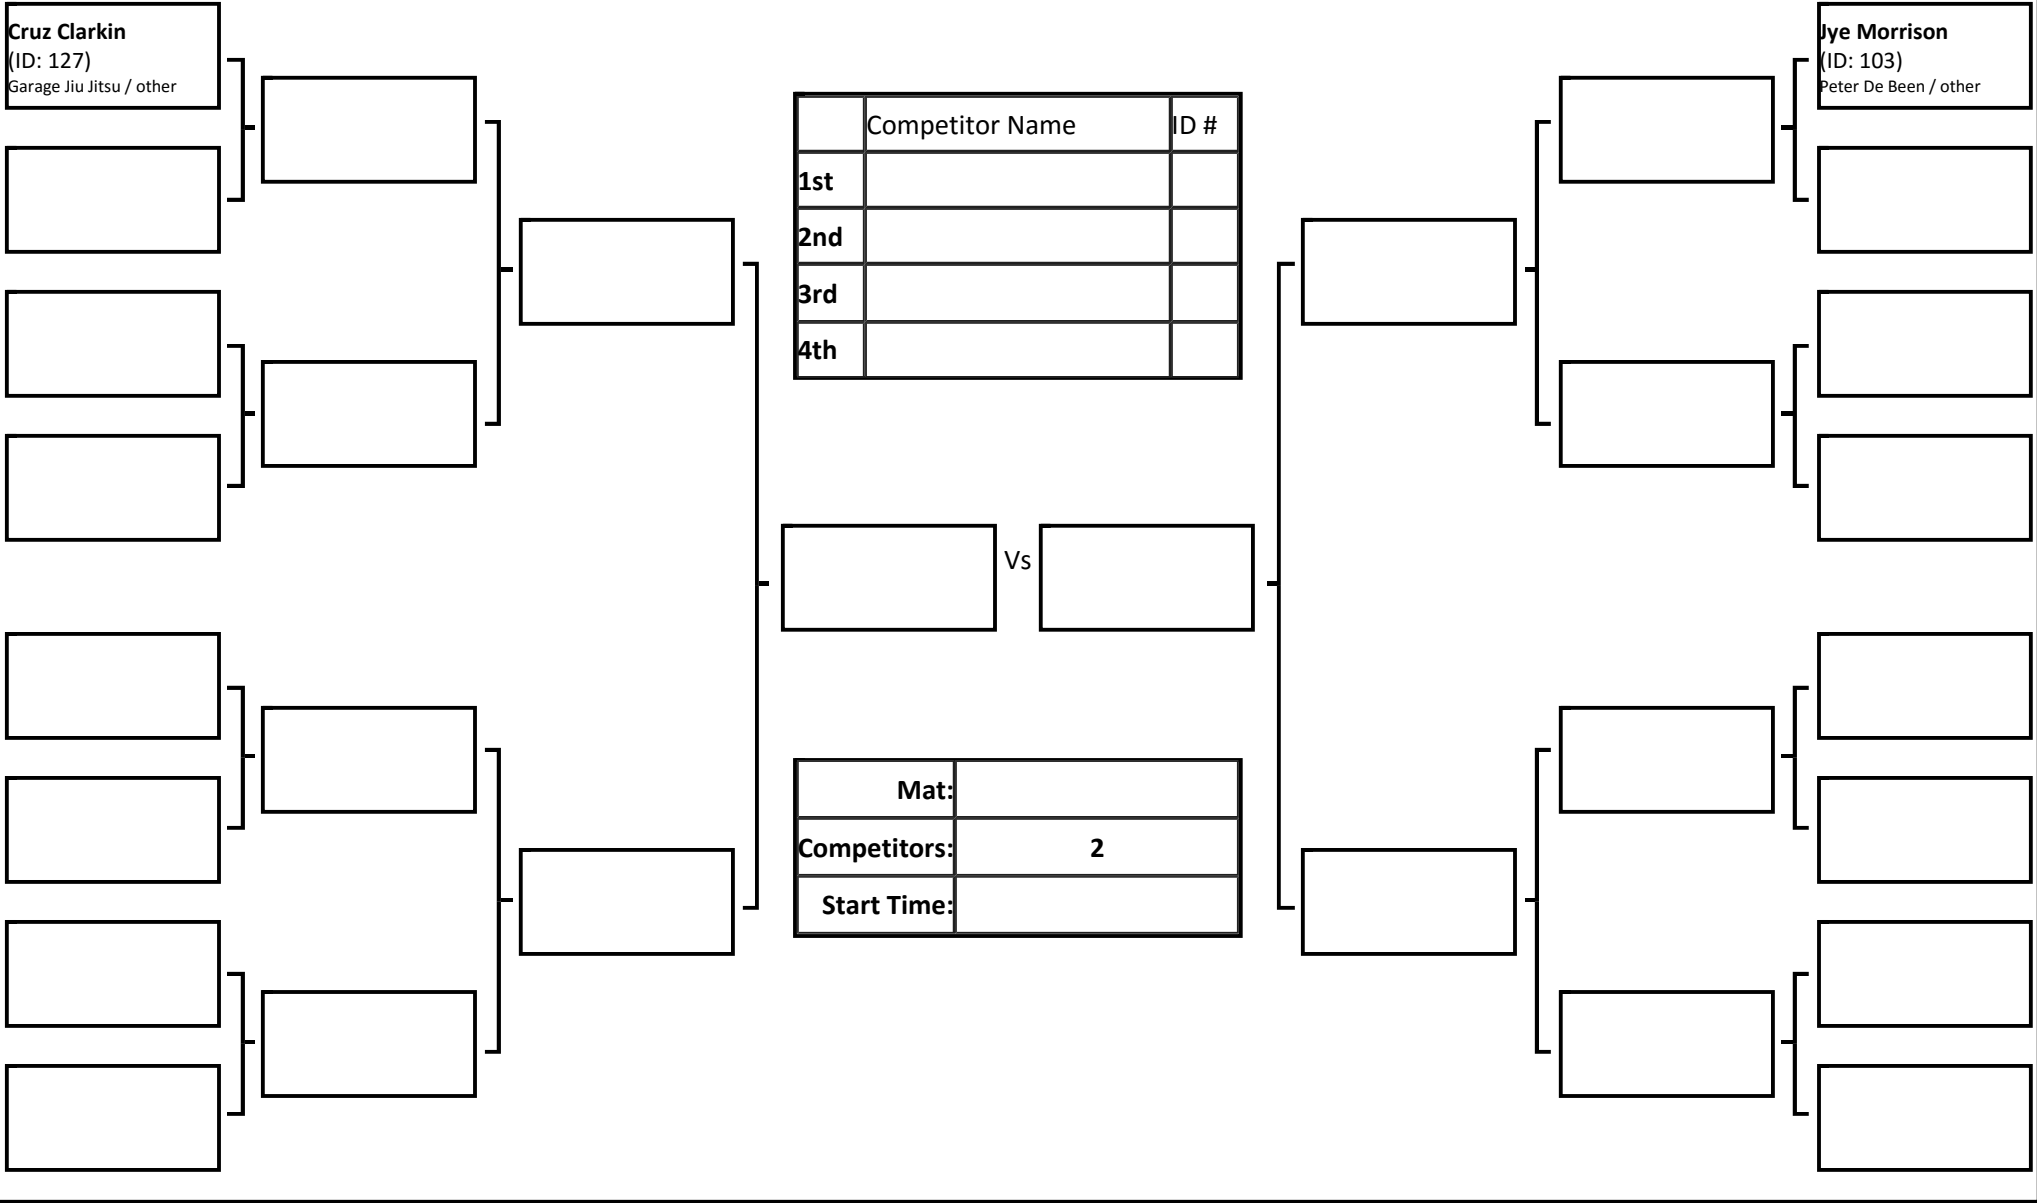 Cruz Clarkin
(ID: 127)
Garage Jiu Jitsu / other
Jye Morrison
(ID: 103)
Peter De Been / other
Competitor Name ID #
1st
2nd
3rd
4th
Vs
Mat:
Competitors: 2
Start Time: